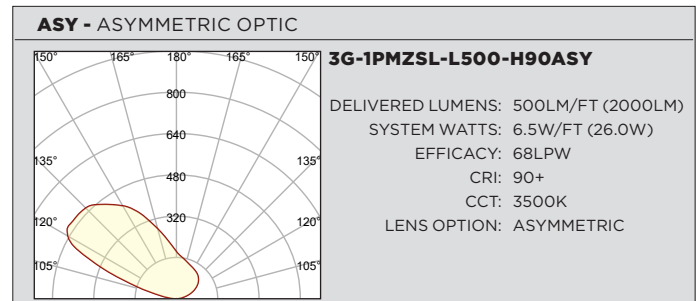 ASY - ASYMMETRIC OPTIC
150° 165° 180° 165° 150°
800
640
135° 135°
480
120° 320 120°
105° 105°
3G-1PMZSL-L500-H90ASY
DELIVERED LUMENS: 500LM/FT (2000LM)
SYSTEM WATTS: 6.5W/FT (26.0W)
EFFICACY: 68LPW
CRI: 90+
CCT: 3500K
LENS OPTION: ASYMMETRIC